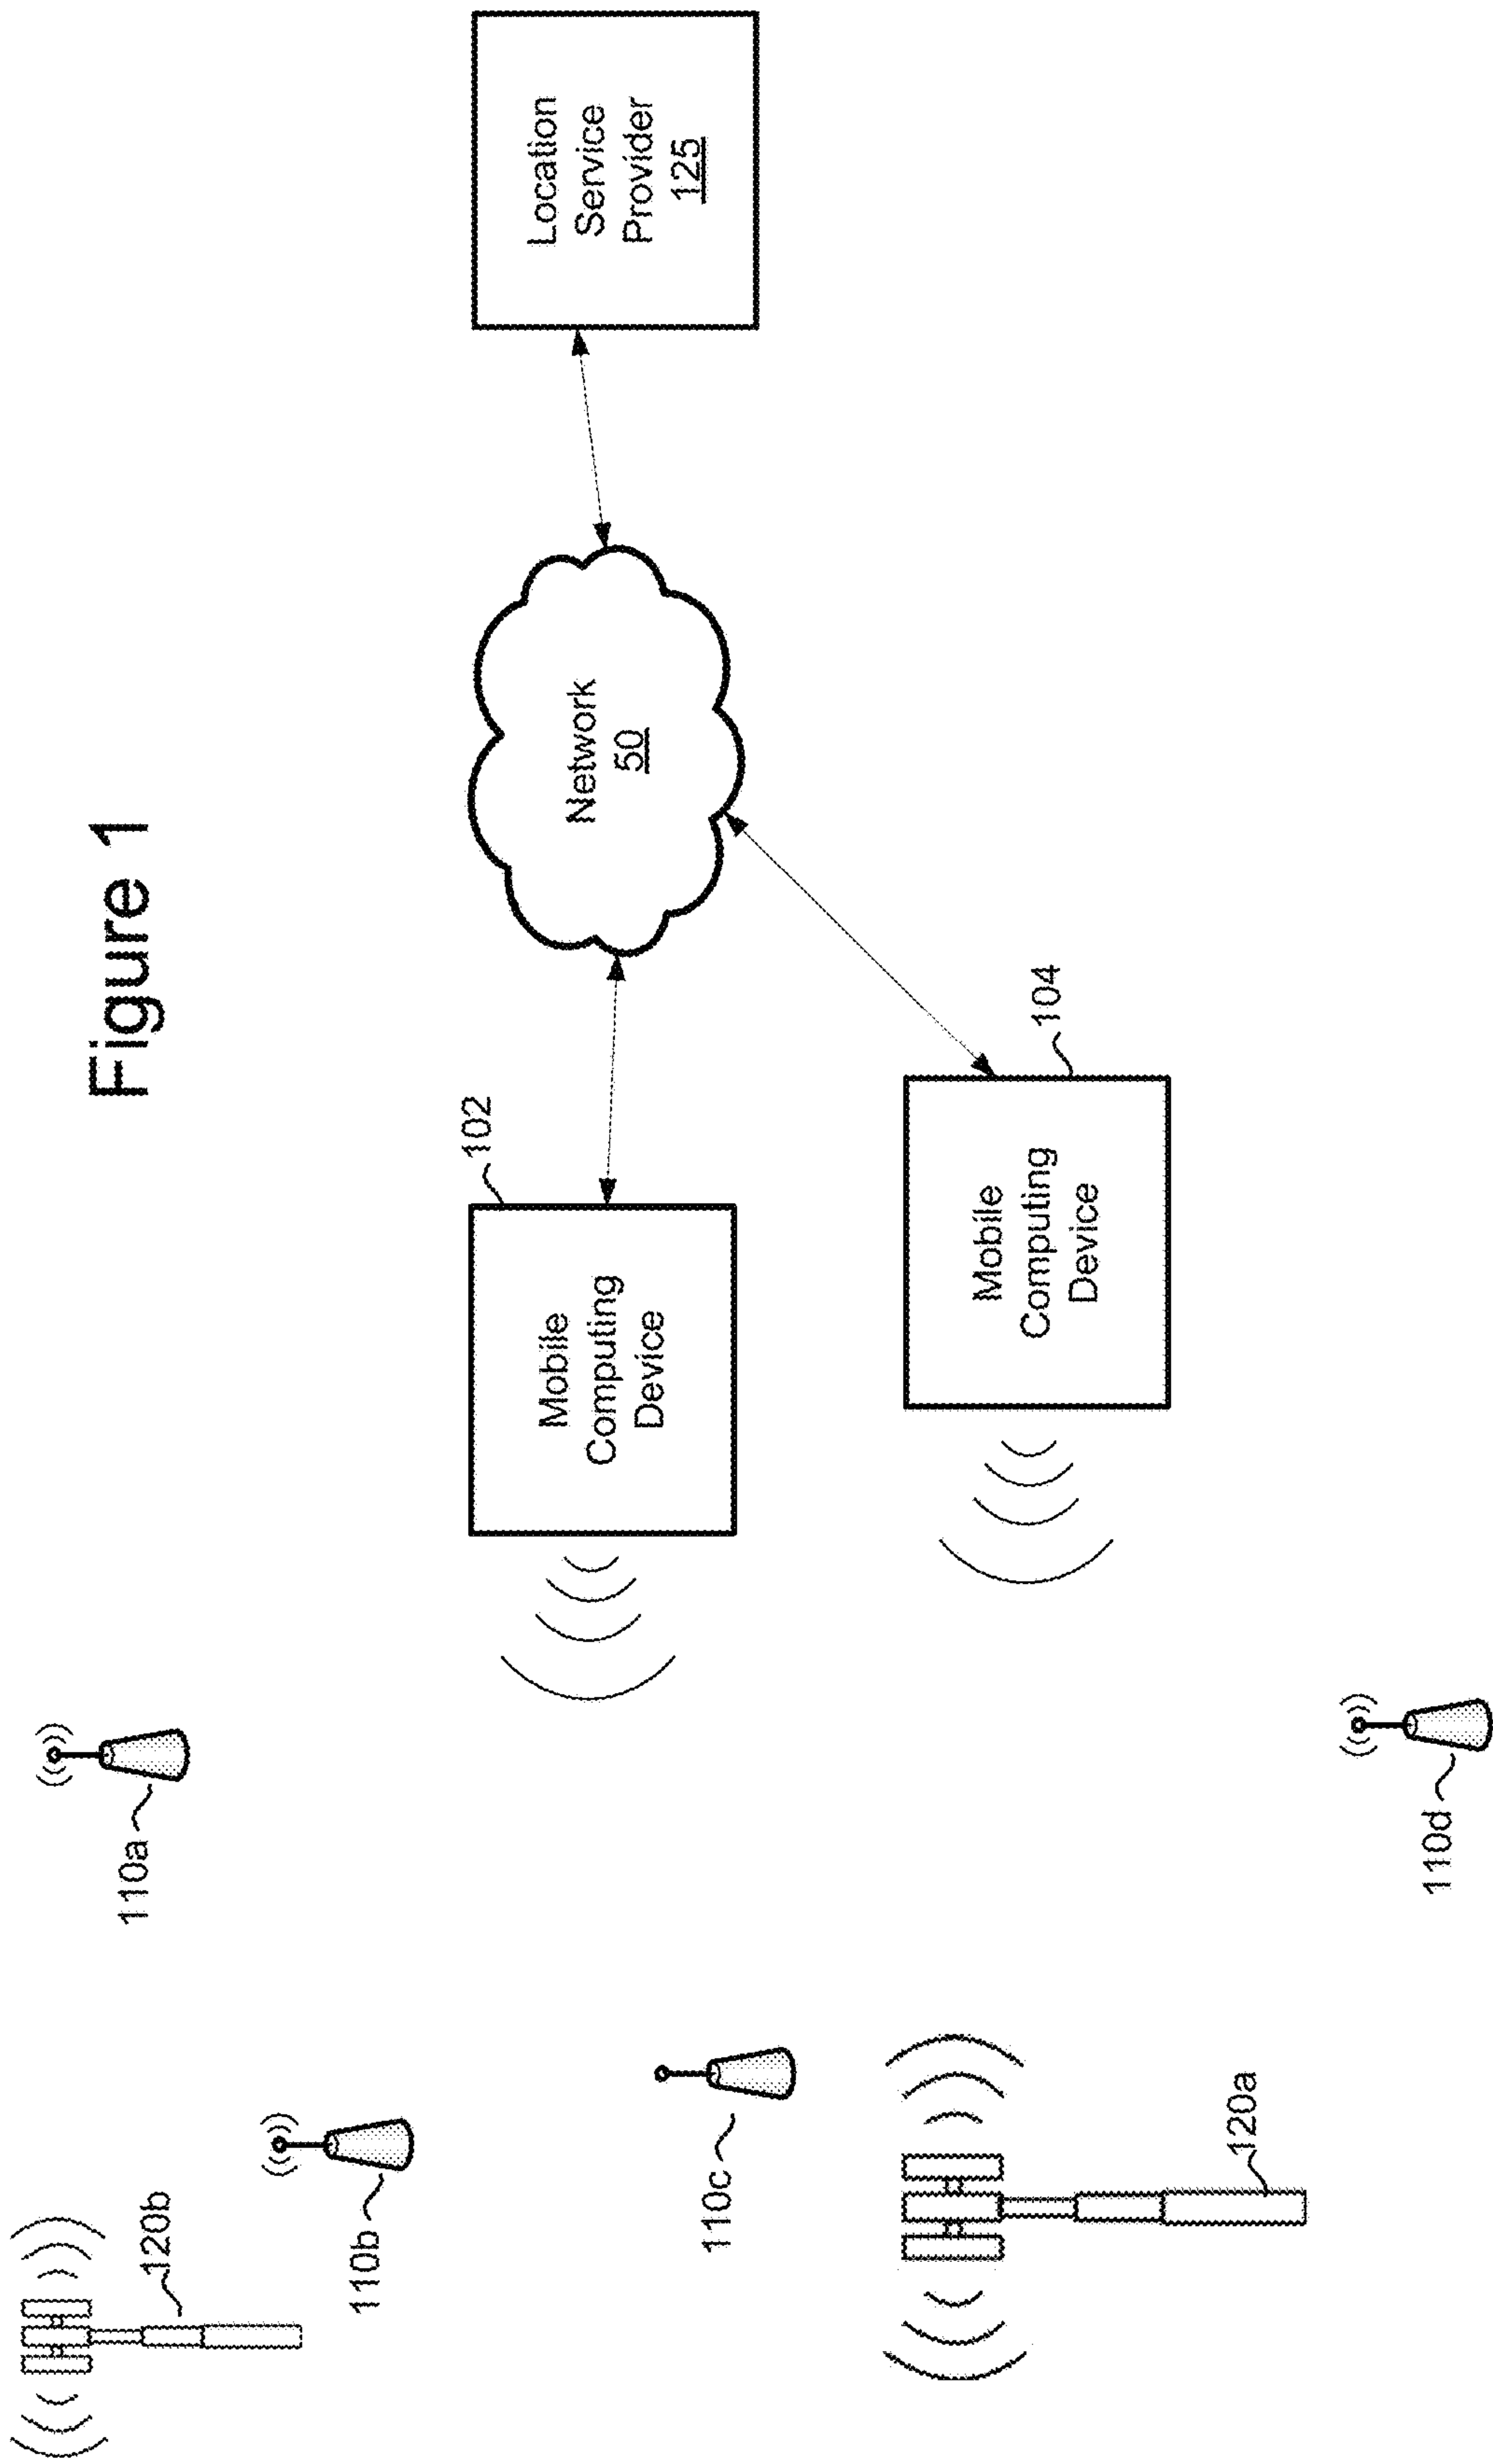 Figure 1
120b
110b
110a
110c
120a
110d
102
Mobile
Computing
Device
104
Mobile
Computing
Device
Network
50
Location
Service
Provider
125